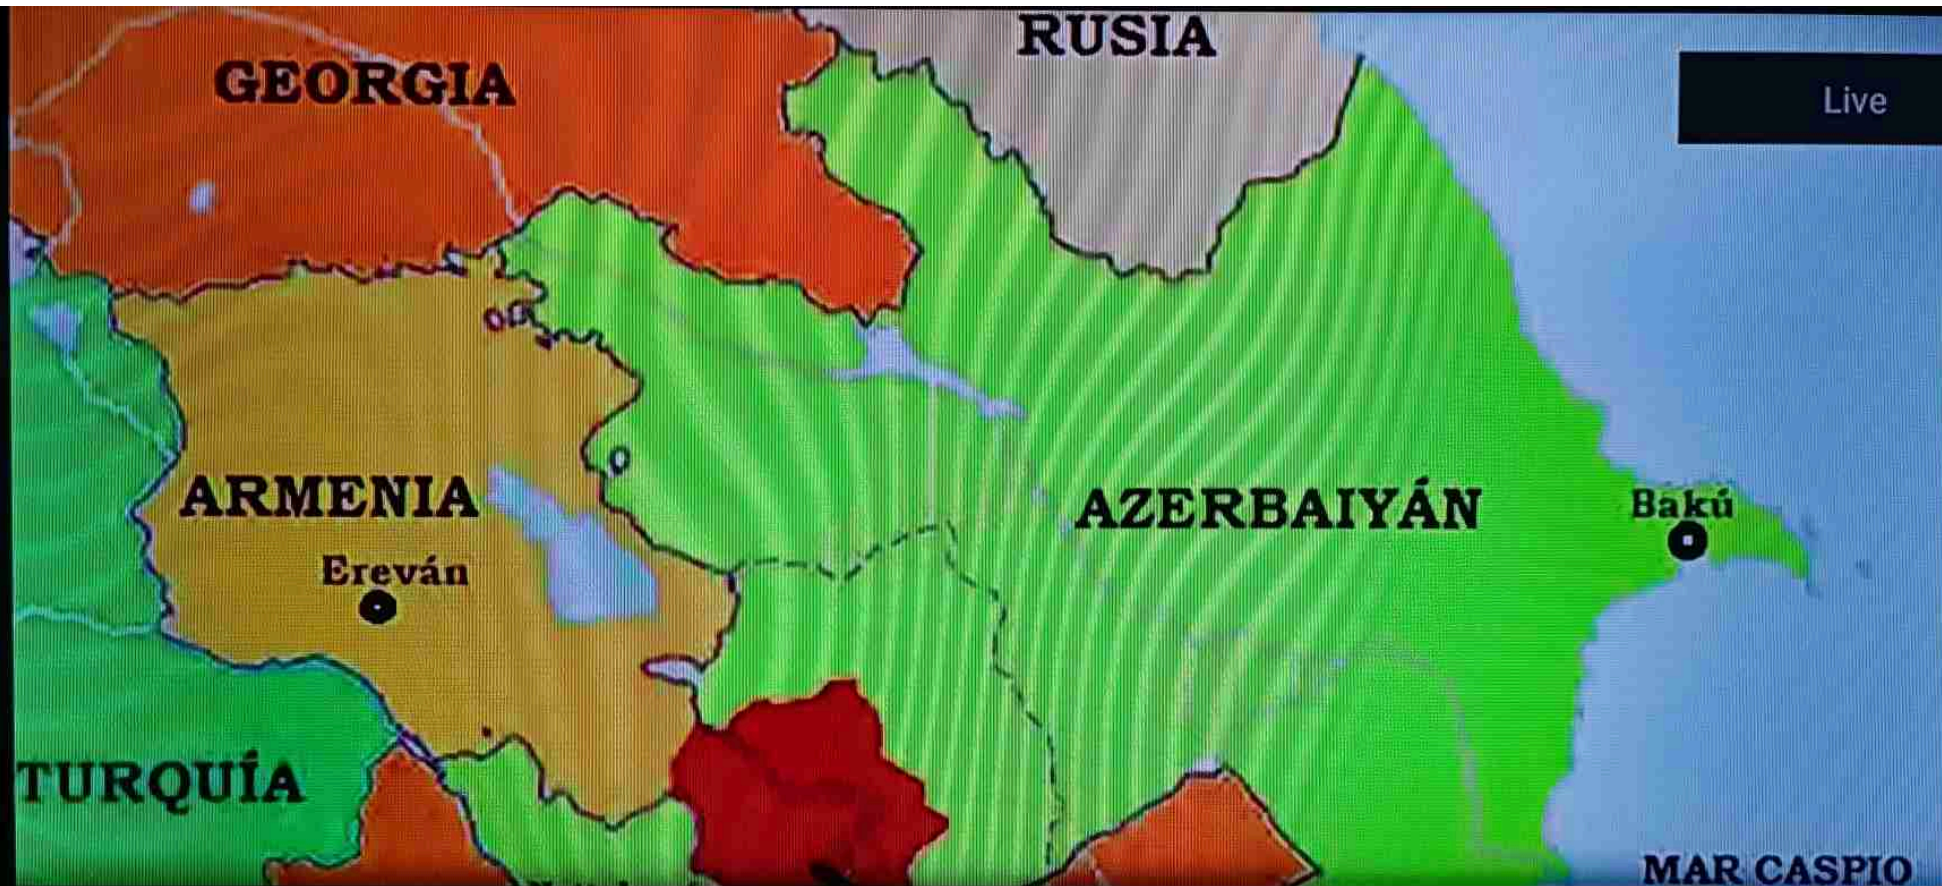 RUSIA
GEORGIA
Live
ARMENIA
AZERBAIYÁN
Bakú
Ereván
TURQUÍA
MAR CASPIO